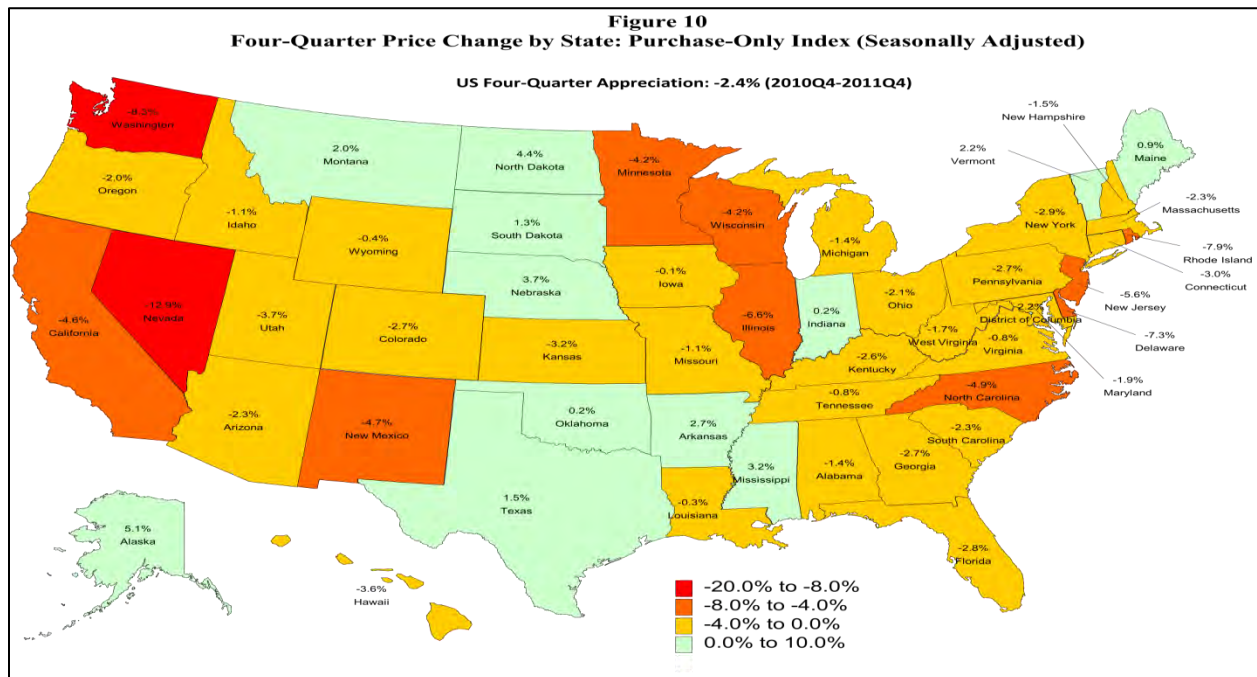 Figure 10
Four-Quarter Price Change by State: Purchase-Only Index (Seasonally Adjusted)
US Four-Quarter Appreciation: -2.4% (2010Q4-2011Q4)
Washington
-2.0%
Oregon
-1.1%
Idaho
2.0%
Montana
4.4%
North Dakota
-4.2%
Minnesota
1.3%
South Dakota
-0.4%
Wyoming
-4.2%
Wisconsin
-1.4%
Michigan
-2.9%
New York
2.2%
Vermont
-1.5%
New Hampshire
0.9%
Maine
-2.3%
Massachusetts
-7.9%
Rhode Island
-3.0%
Connecticut
-5.6%
New Jersey
-7.3%
Delaware
-1.9%
Maryland
-4.6%
California
-12.9%
Nevada
-3.7%
Utah
-2.7%
Colorado
3.7%
Nebraska
-0.1%
Iowa
-6.6%
Illinois
0.2%
Indiana
-2.1%
Ohio
-2.7%
Pennsylvania
-2.2%
District of Columbia
-1.7%
West Virginia
-0.8%
Virginia
-3.2%
Kansas
-1.1%
Missouri
-2.6%
Kentucky
-2.3%
Arizona
-4.7%
New Mexico
0.2%
Oklahoma
2.7%
Arkansas
-0.8%
Tennessee
-4.9%
North Carolina
-2.3%
South Carolina
1.5%
Texas
-0.3%
Louisiana
3.2%
Mississippi
-1.4%
Alabama
-2.7%
Georgia
-2.8%
Florida
5.1%
Alaska
-3.6%
Hawaii
-20.0% to -8.0%
-8.0% to -4.0%
-4.0% to 0.0%
0.0% to 10.0%